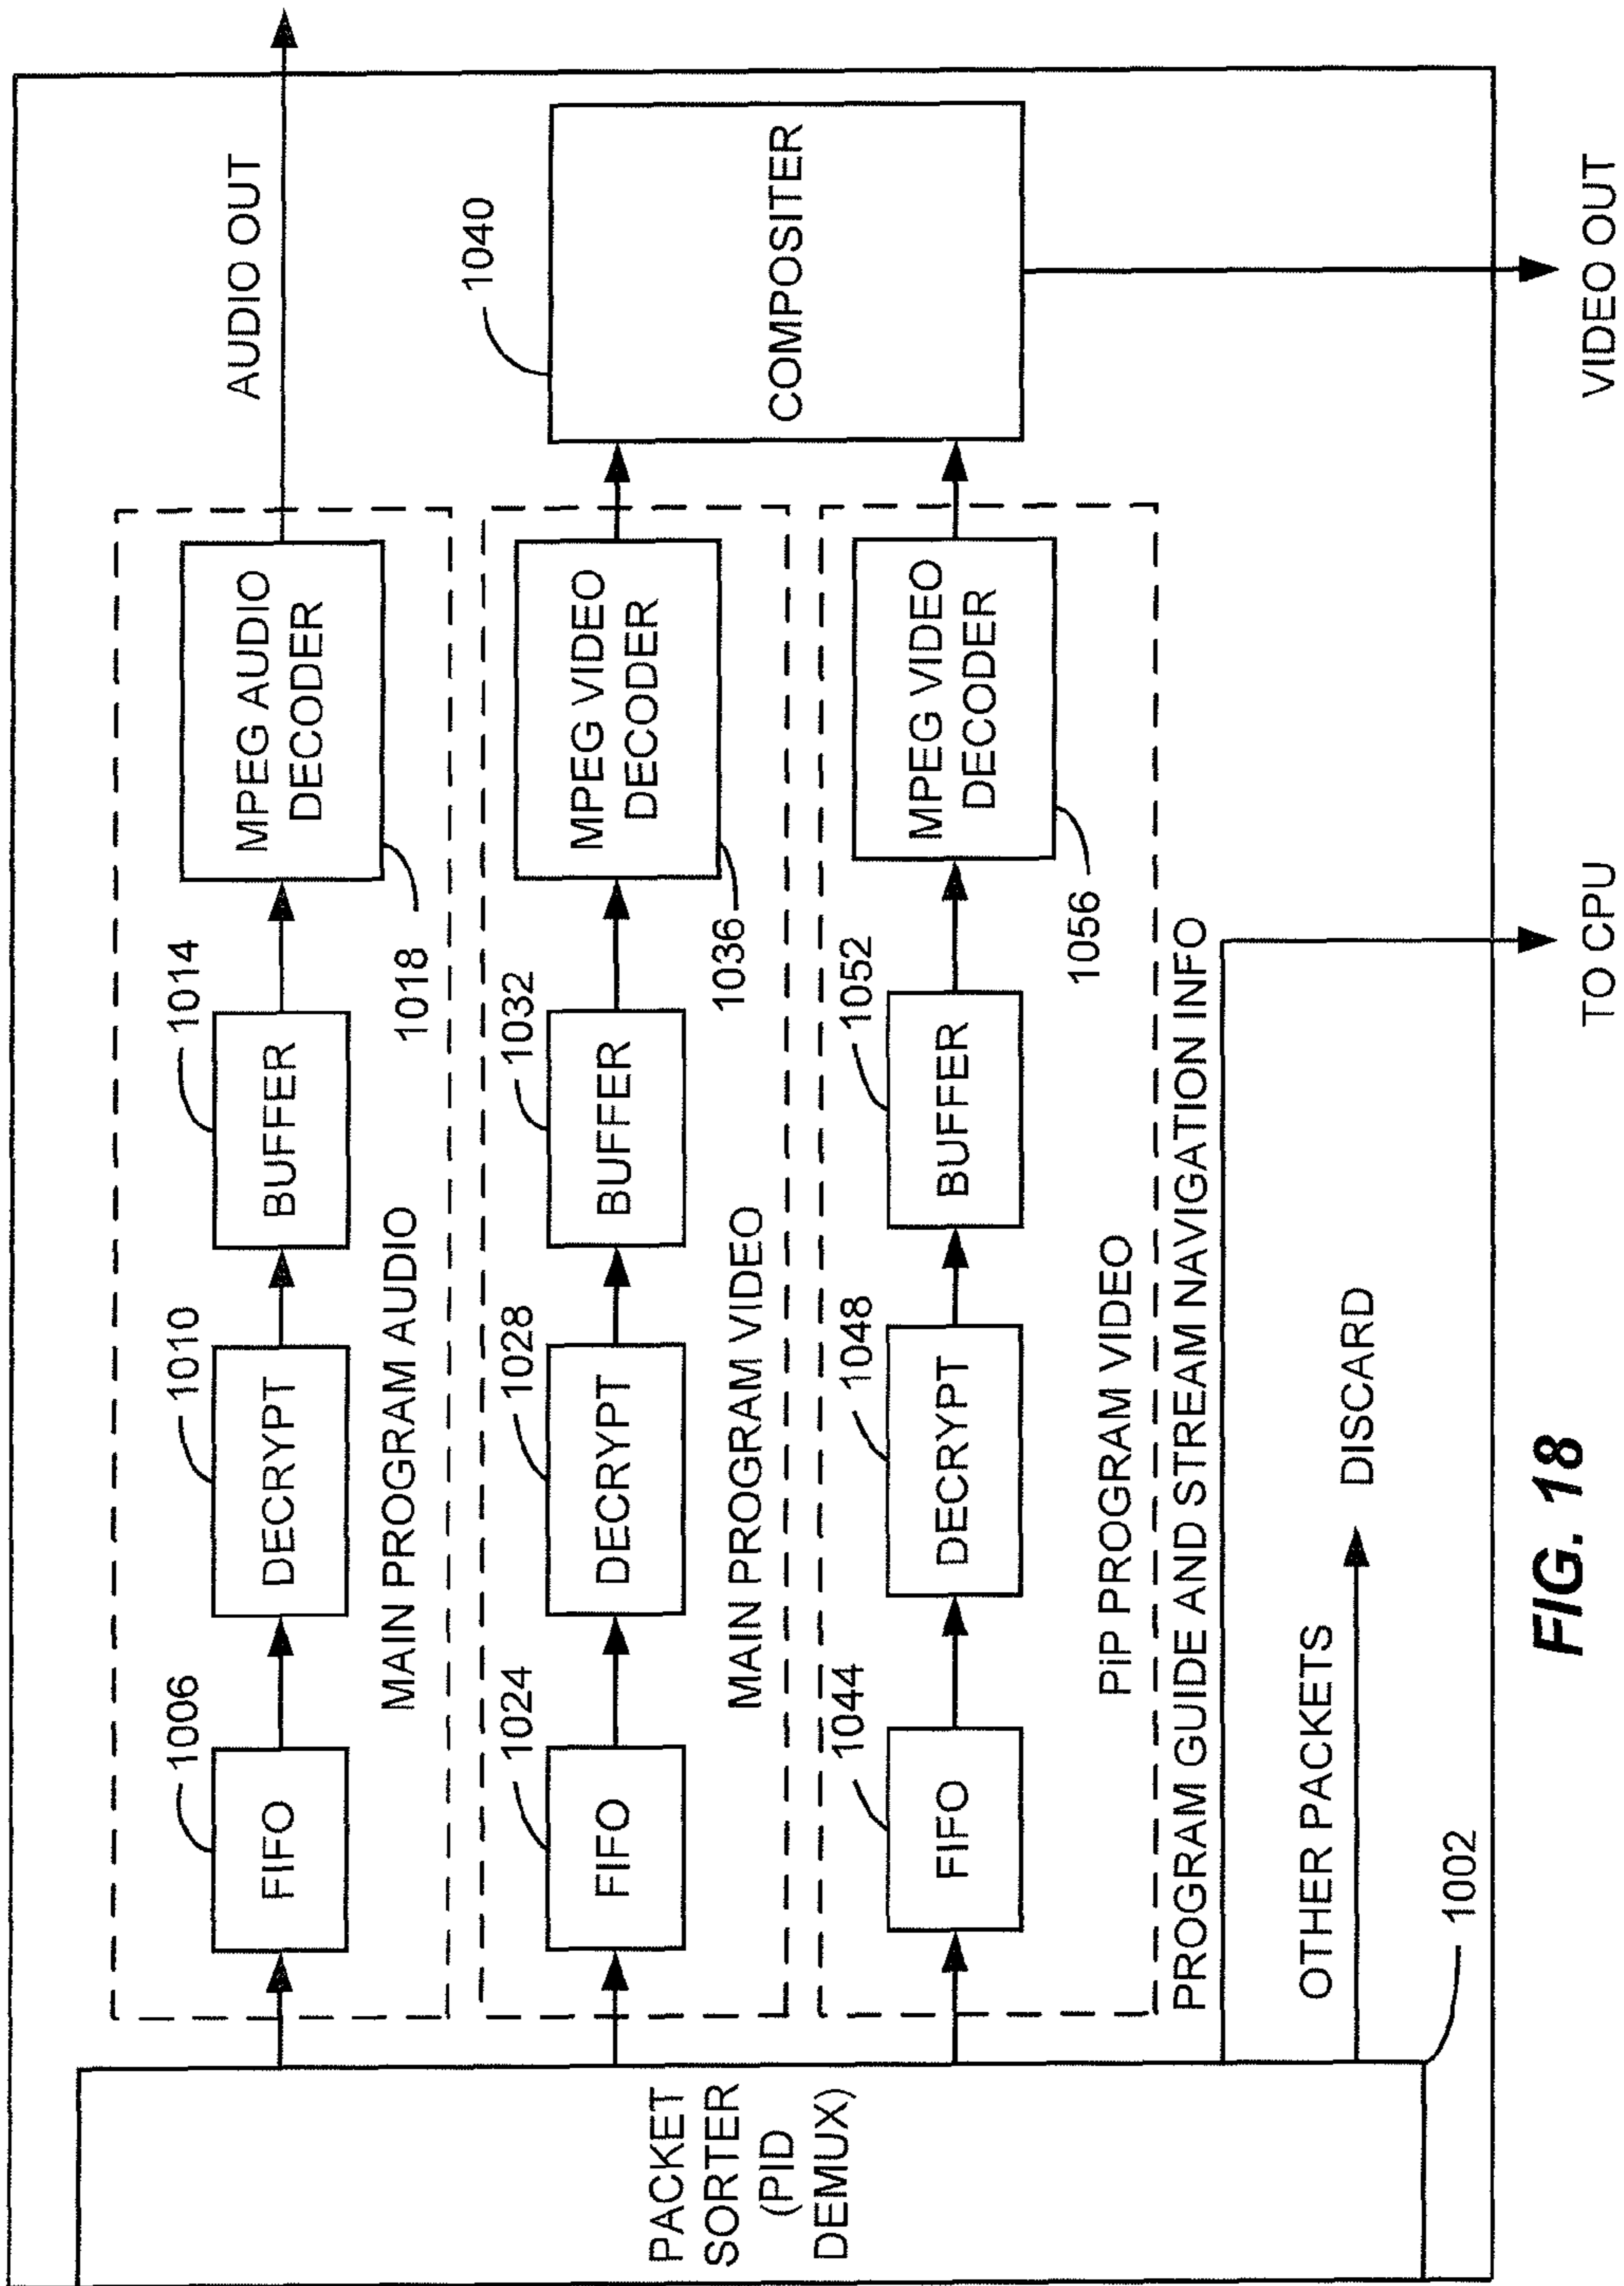 PACKET
SORTER
(PID
DEMUX)
1002
1006
FIFO
1010
DECRYPT
1014
BUFFER
MPEG AUDIO
DECODER
1018
MAIN PROGRAM AUDIO
AUDIO OUT
1024
FIFO
1028
DECRYPT
1032
BUFFER
MPEG VIDEO
DECODER
1036
MAIN PROGRAM VIDEO
1040
COMPOSITER
1044
FIFO
1048
DECRYPT
1052
BUFFER
MPEG VIDEO
DECODER
1056
PiP PROGRAM VIDEO
PROGRAM GUIDE AND STREAM NAVIGATION INFO
OTHER PACKETS
DISCARD
TO CPU
VIDEO OUT
FIG. 18